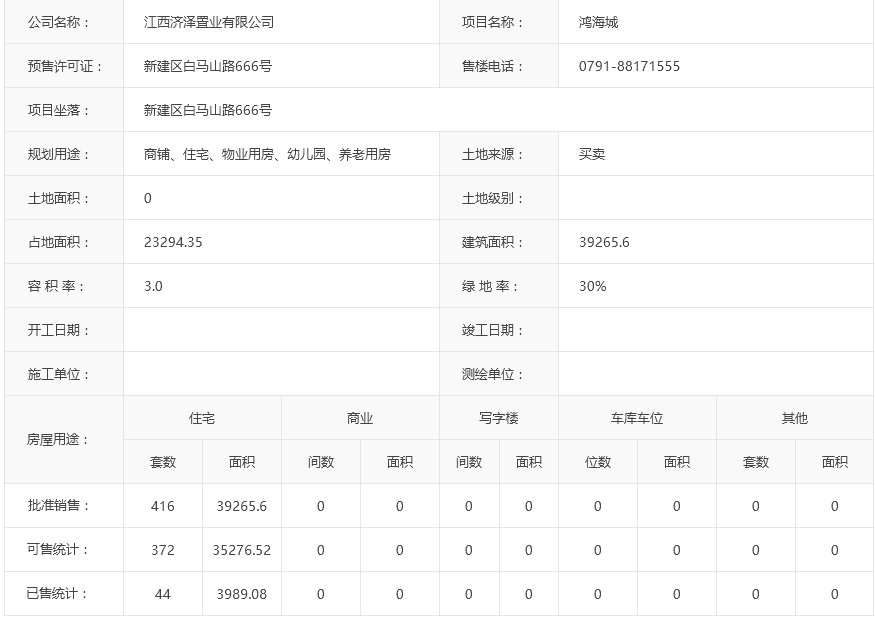 公司名称： 江西济泽置业有限公司 项目名称： 鸿海城
预售许可证： 新建区白马山路666号 售楼电话： 0791-88171555
项目坐落： 新建区白马山路666号
规划用途： 商铺、住宅、物业用房、幼儿园、养老用房 土地来源： 买卖
土地面积： 0 土地级别：
占地面积： 23294.35 建筑面积： 39265.6
容 积 率： 3.0 绿 地 率： 30%
开工日期： 竣工日期：
施工单位： 测绘单位：
房屋用途： 住宅 商业 写字楼 车库车位 其他
套数 面积 间数 面积 间数 面积 位数 面积 套数 面积
批准销售： 416 39265.6 0 0 0 0 0 0 0 0
可售统计： 372 35276.52 0 0 0 0 0 0 0 0
已售统计： 44 3989.08 0 0 0 0 0 0 0 0